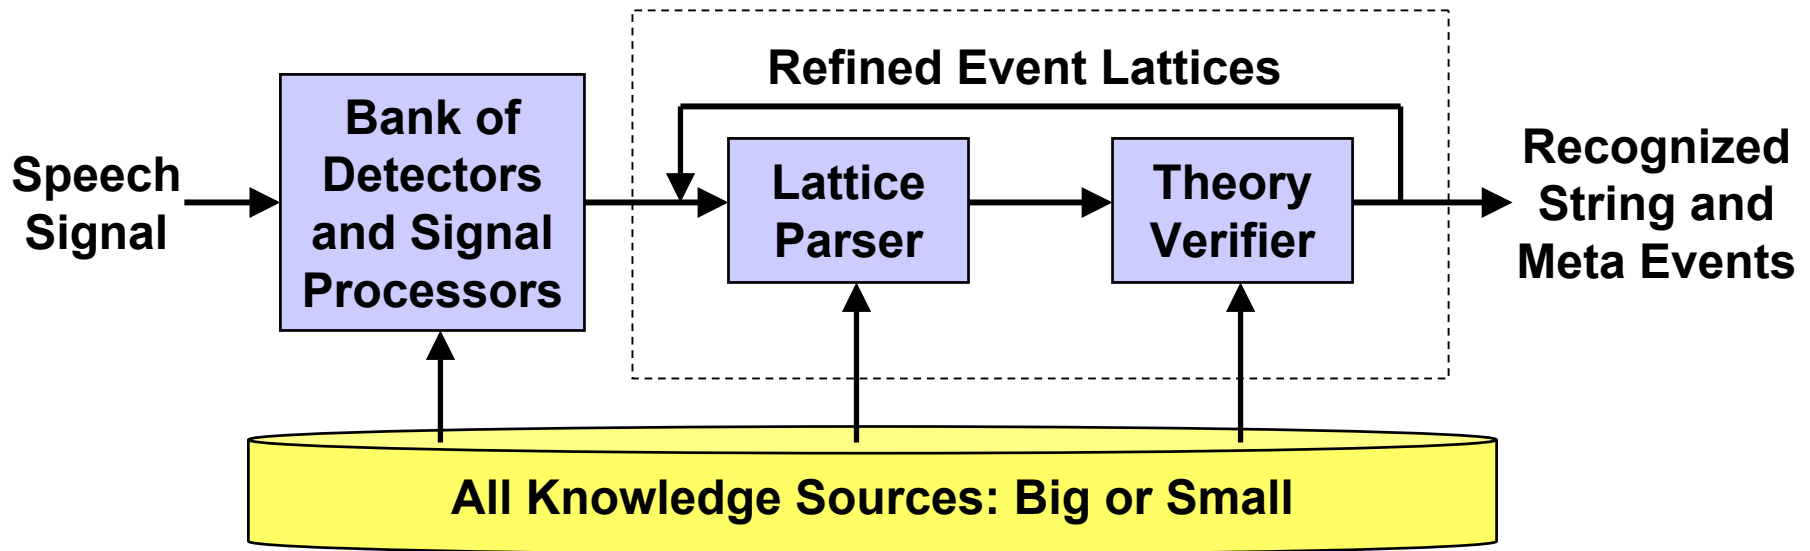 Refined Event Lattices
Speech
Signal
Bank of
Detectors
and Signal
Processors
Lattice
Parser
Theory
Verifier
Recognized
String and
Meta Events
All Knowledge Sources: Big or Small